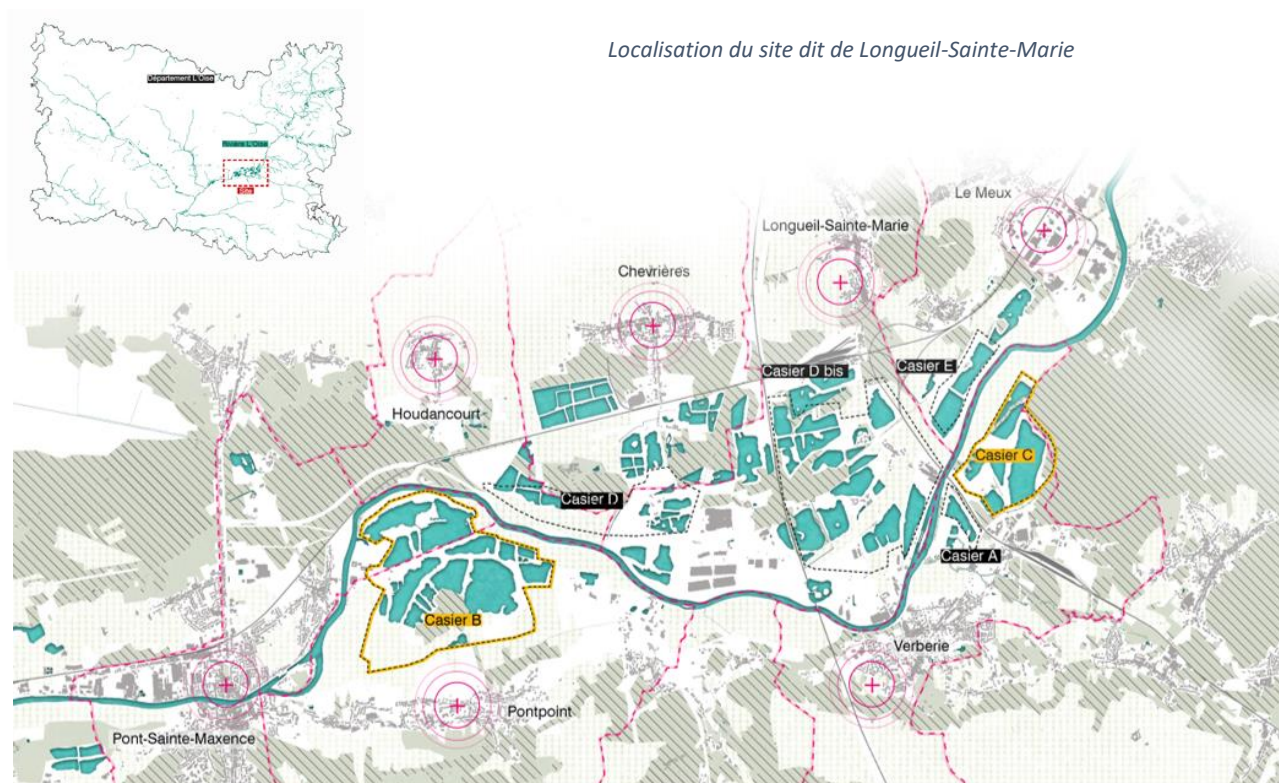 Localisation du site dit de Longueil-Sainte-Marie
Département L'Oise
Rivière L'Oise
Site
Le Meux
Longueil-Sainte-Marie
Chevrières
Houdancourt
Casier D bis
Casier E
Casier C
Casier D
Casier A
Casier B
Verberie
Pontpoint
Pont-Sainte-Maxence